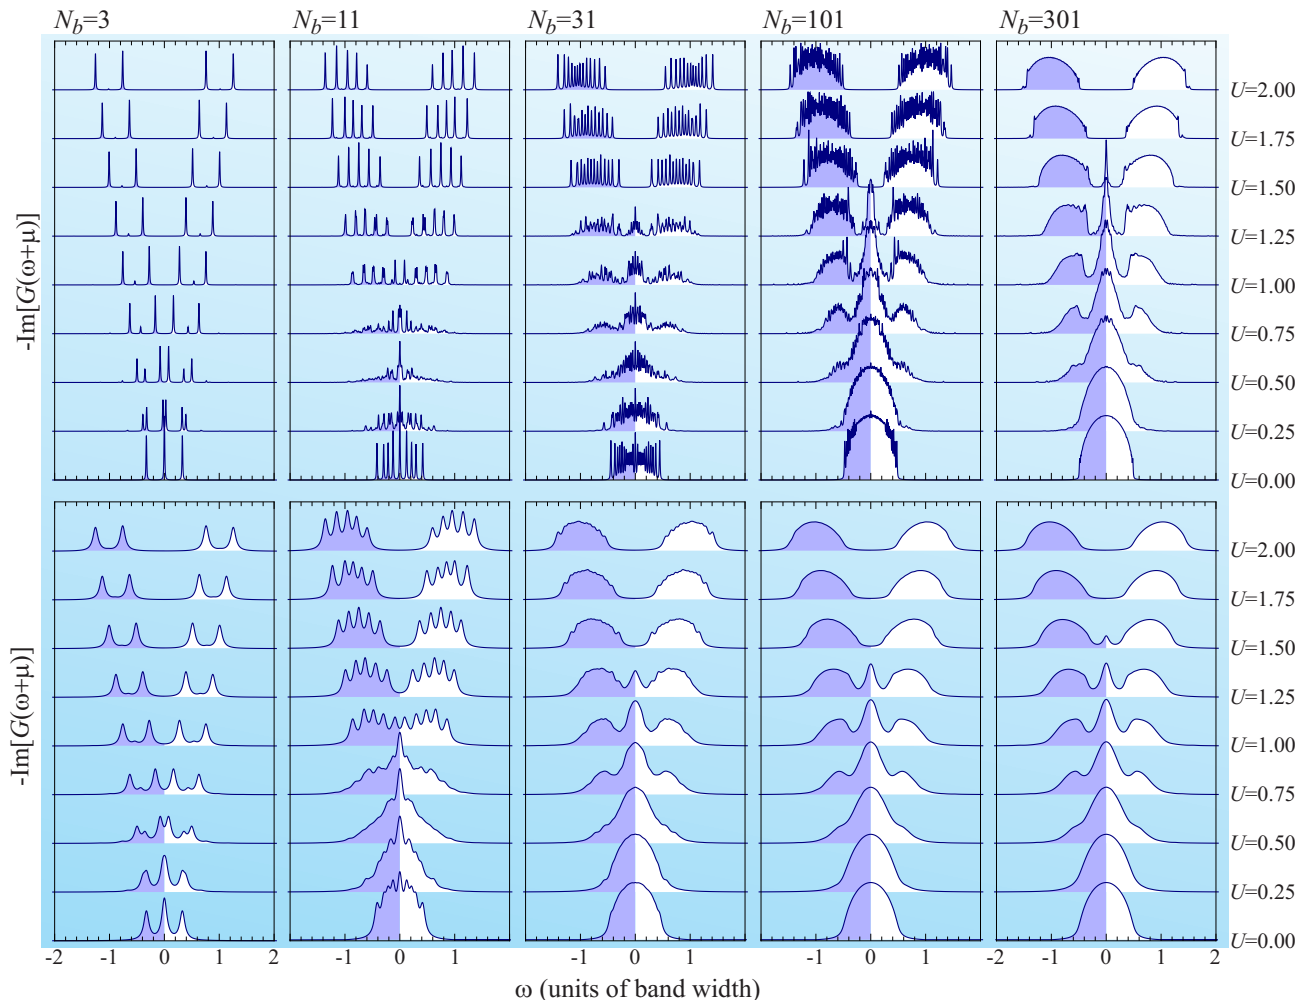 N_b=3 N_b=11 N_b=31 N_b=101 N_b=301
-Im[G(ω+μ)]
U=2.00
U=1.75
U=1.50
U=1.25
U=1.00
U=0.75
U=0.50
U=0.25
U=0.00
-Im[G(ω+μ)]
U=2.00
U=1.75
U=1.50
U=1.25
U=1.00
U=0.75
U=0.50
U=0.25
U=0.00
-2 -1 0 1 2 -1 0 1 -1 0 1 -1 0 1 -2 -1 0 1 2
ω (units of band width)